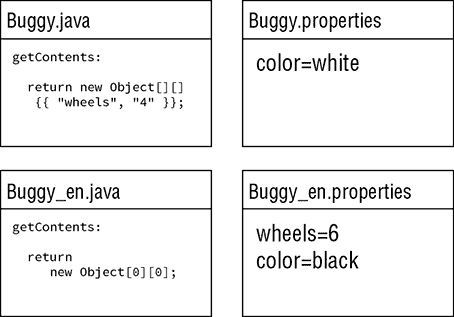 Buggy.java
getContents:
return new Object[][]
{{ "wheels", "4" }};
Buggy.properties
color=white
Buggy_en.java
getContents:
return
new Object[0][0];
Buggy_en.properties
wheels=6
color=black